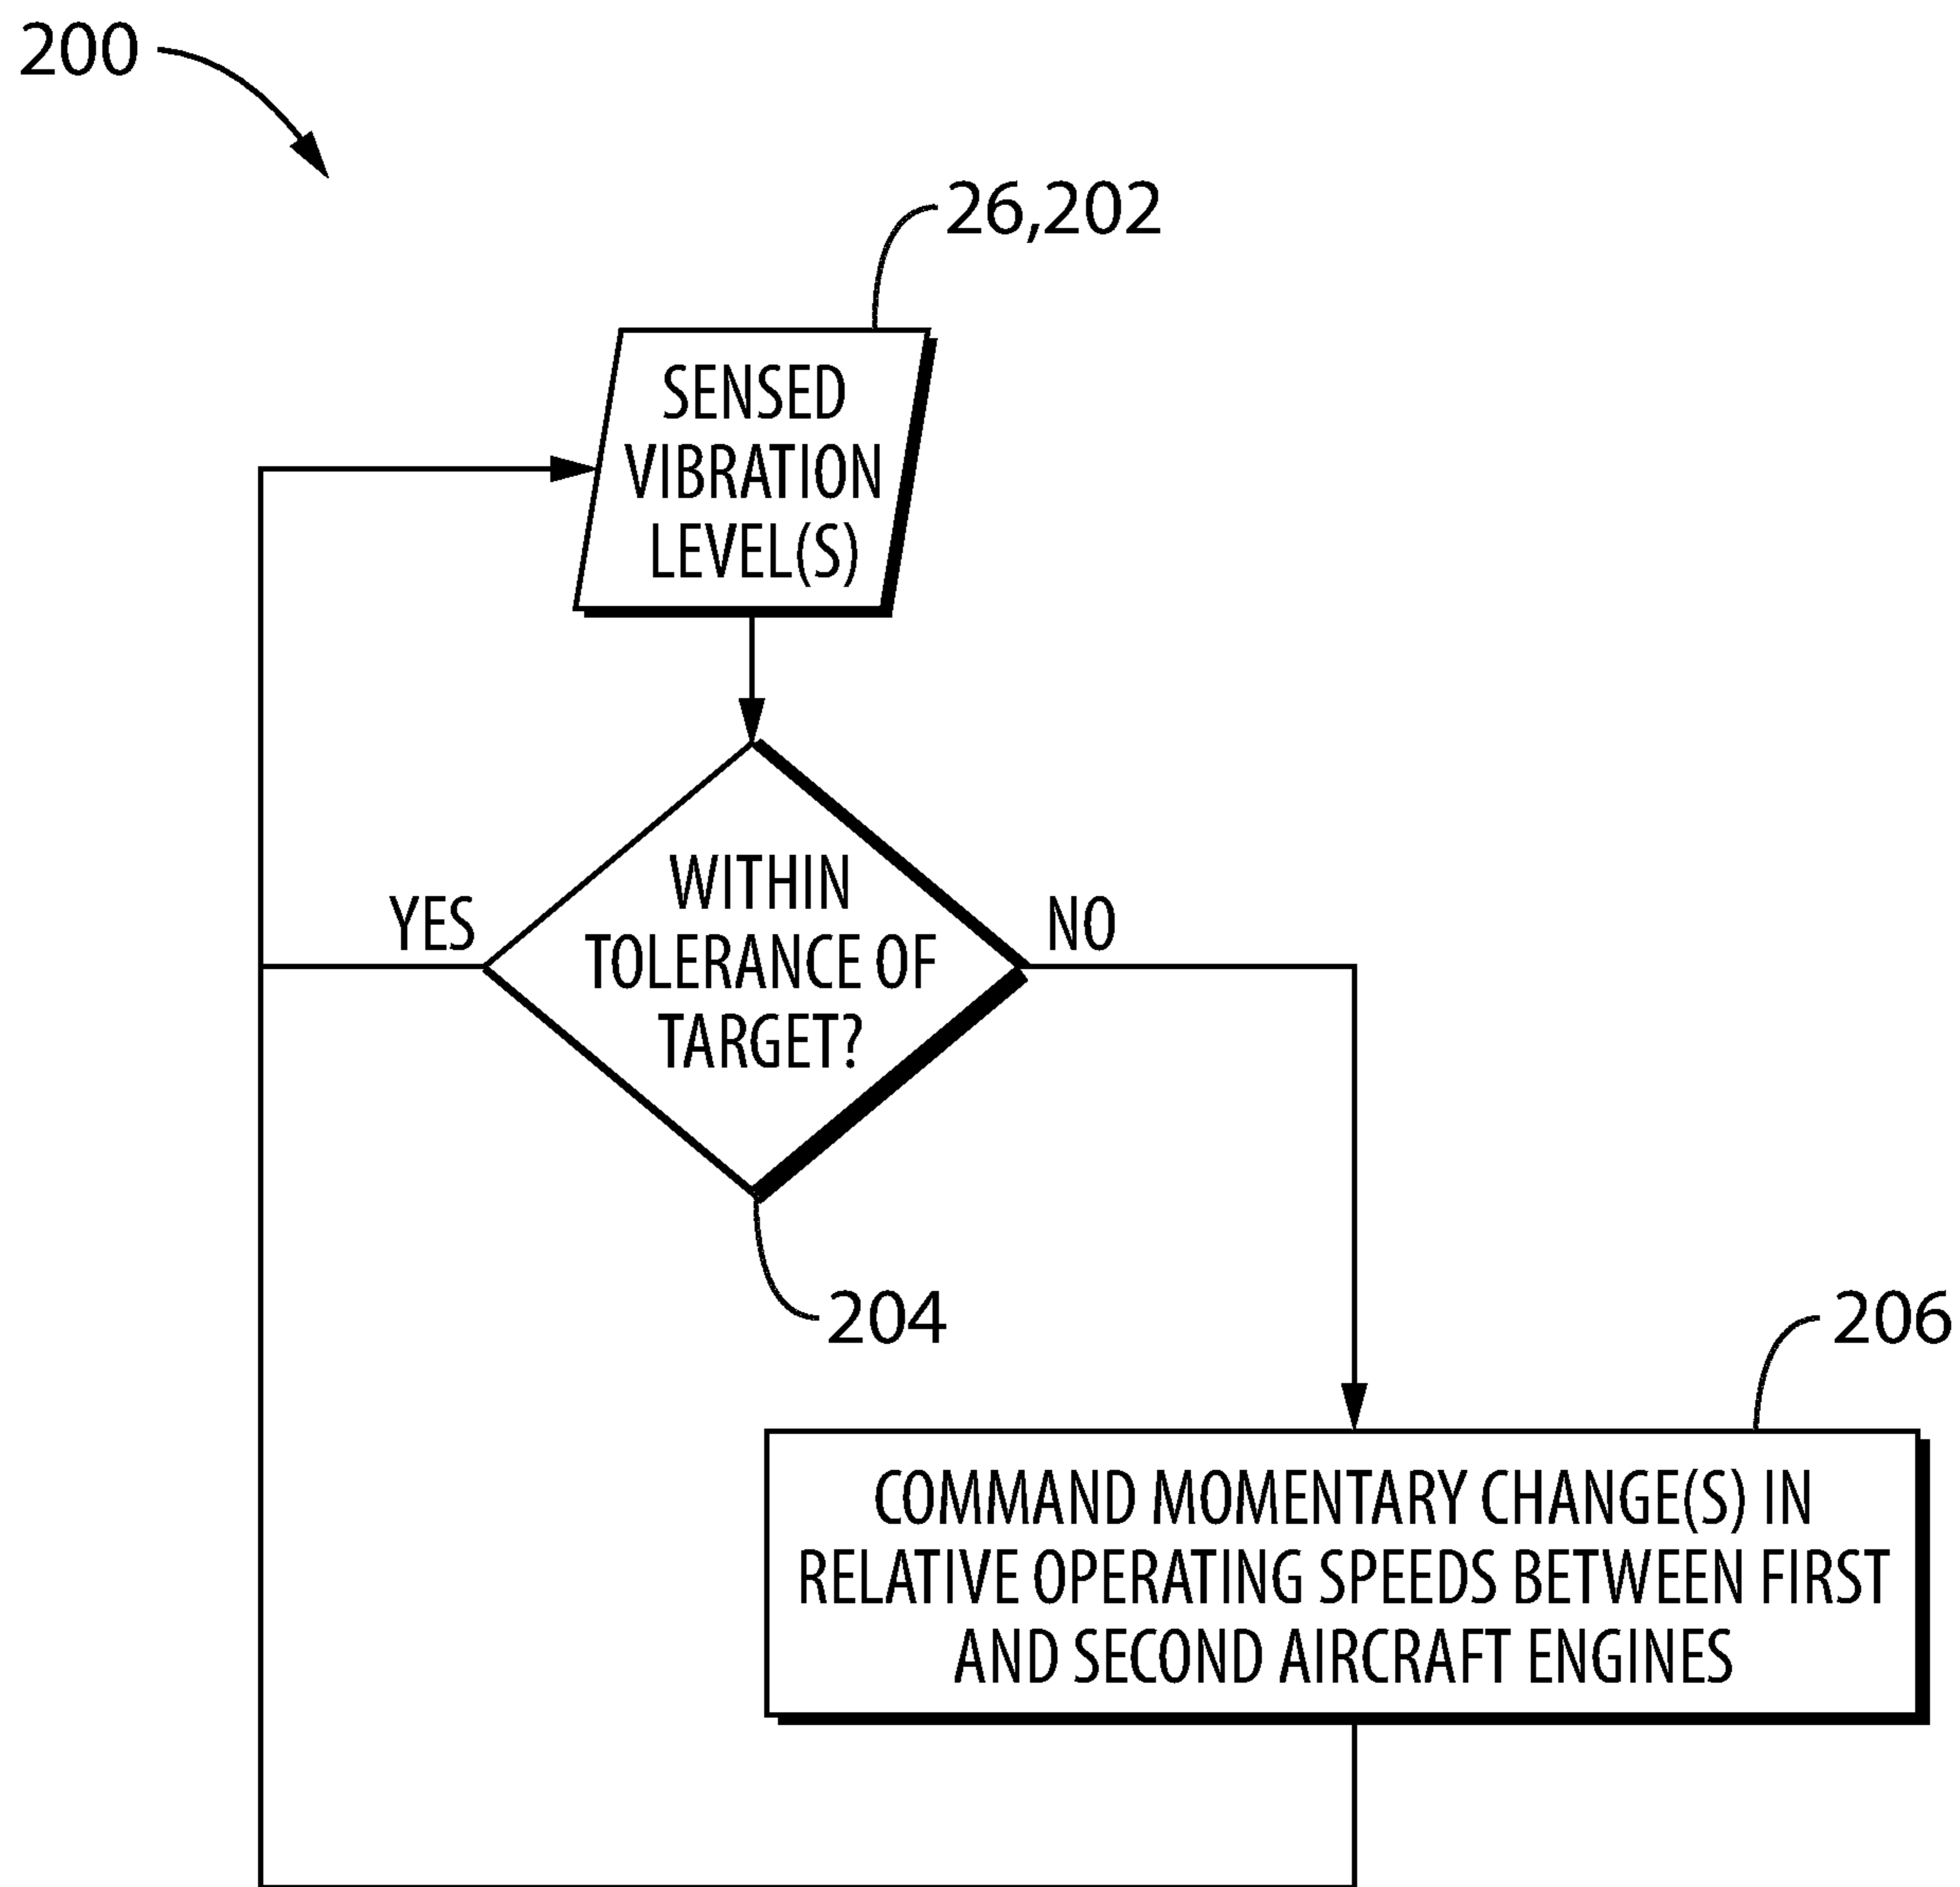 200
26,202
SENSED
VIBRATION
LEVEL(S)
WITHIN
TOLERANCE OF
TARGET?
YES
NO
204
206
COMMAND MOMENTARY CHANGE(S) IN
RELATIVE OPERATING SPEEDS BETWEEN FIRST
AND SECOND AIRCRAFT ENGINES